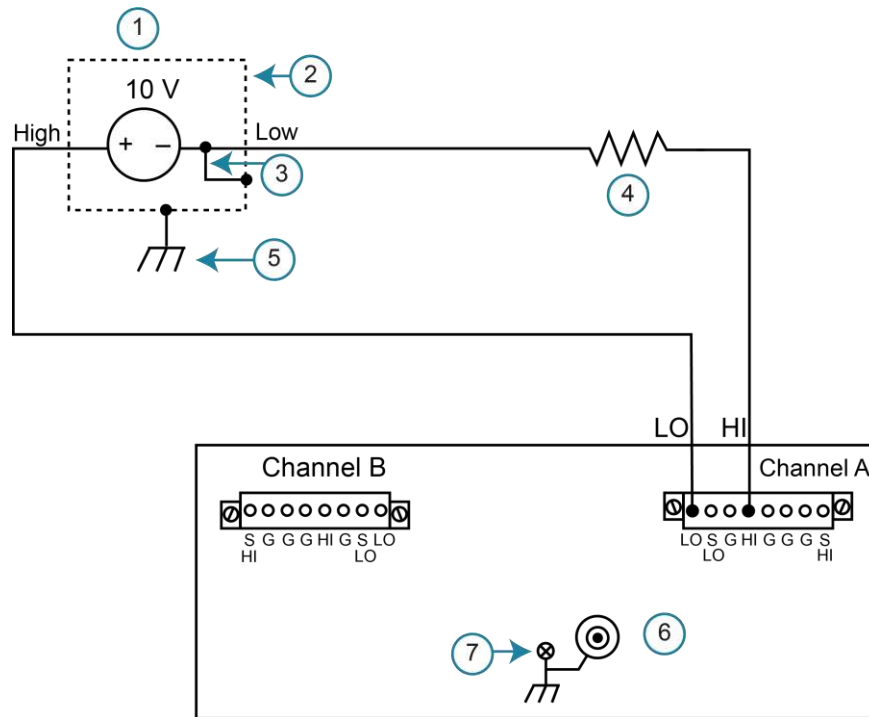 1
2
10 V
High
+ –
Low
3
4
5
LO HI
Channel B
Channel A
S G G G HI G S LO
HI LO
LO S G HI G G G S
LO HI
6
7